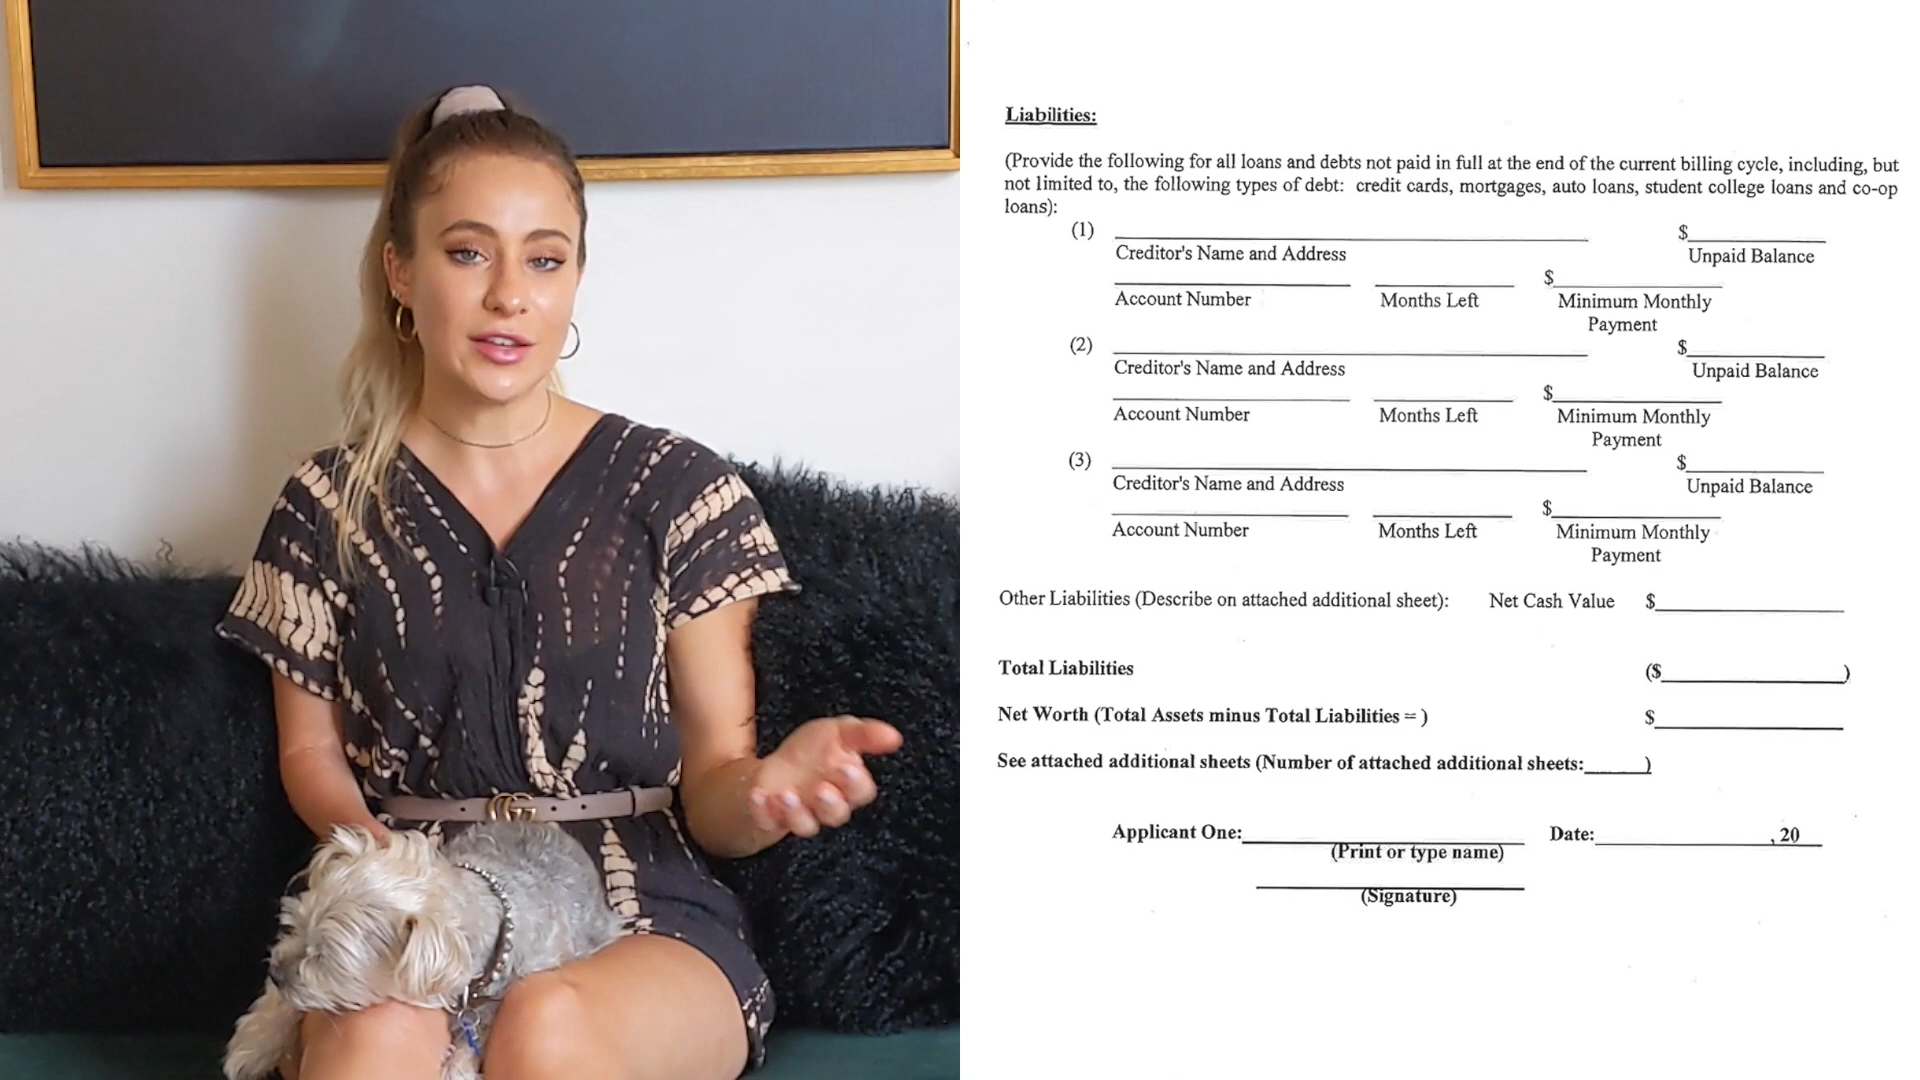 Liabilities:
(Provide the following for all loans and debts not paid in full at the end of the current billing cycle, including, but
not limited to, the following types of debt: credit cards, mortgages, auto loans, student college loans and co-op
loans):
(1) $
Creditor's Name and Address Unpaid Balance
$
Account Number Months Left Minimum Monthly
Payment
(2) $
Creditor's Name and Address Unpaid Balance
$
Account Number Months Left Minimum Monthly
Payment
(3) $
Creditor's Name and Address Unpaid Balance
$
Account Number Months Left Minimum Monthly
Payment
Other Liabilities (Describe on attached additional sheet): Net Cash Value $
Total Liabilities ($ )
Net Worth (Total Assets minus Total Liabilities = ) $
See attached additional sheets (Number of attached additional sheets: )
Applicant One: Date: , 20
(Print or type name)
(Signature)